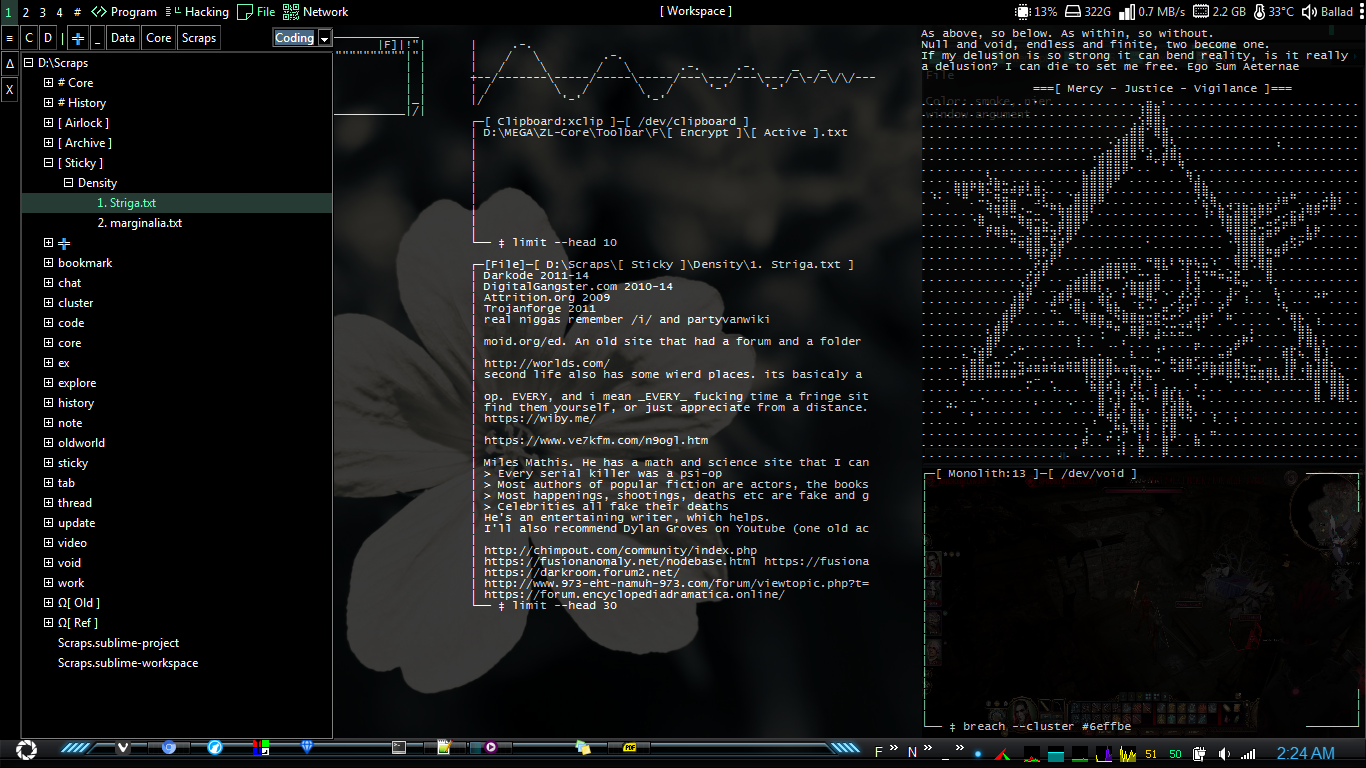 1 2 3 4 # <> Program Hacking File Network
[ Workspace ]
13% 322G 0.7 MB/s 2.2 GB 33°C Ballad
≡ C D | ╬ _ Data Core Scraps Coding
Δ
X
D:\Scraps
# Core
# History
[ Airlock ]
[ Archive ]
[ Sticky ]
Density
1. Striga.txt
2. marginalia.txt
╬
bookmark
chat
cluster
code
core
ex
explore
history
note
oldworld
sticky
tab
thread
update
video
void
work
Ω[ Old ]
Ω[ Ref ]
Scraps.sublime-project
Scraps.sublime-workspace
┌─[ Clipboard:xclip ]─[ /dev/clipboard ]
D:\MEGA\ZL-Core\Toolbar\F\[ Encrypt ]\[ Active ].txt
└── ‡ limit --head 10
┌─[File]─[ D:\Scraps\[ Sticky ]\Density\1. Striga.txt ]
Darkode 2011-14
DigitalGangster.com 2010-14
Attrition.org 2009
Trojanforge 2011
real niggas remember /i/ and partyvanwiki
moid.org/ed. An old site that had a forum and a folder
http://worlds.com/
second life also has some wierd places. its basicaly a
op. EVERY, and i mean _EVERY_ fucking time a fringe sit
find them yourself, or just appreciate from a distance.
https://wiby.me/
https://www.ve7kfm.com/n9ogl.htm
Miles Mathis. He has a math and science site that I can
> Every serial killer was a psi-op
> Most authors of popular fiction are actors, the books
> Most happenings, shootings, deaths etc are fake and g
> Celebrities all fake their deaths
He's an entertaining writer, which helps.
I'll also recommend Dylan Groves on Youtube (one old ac
http://chimpout.com/community/index.php
https://fusionanomaly.net/nodebase.html https://fusiona
https://darkroom.forum2.net/
http://www.973-eht-namuh-973.com/forum/viewtopic.php?t=
https://forum.encyclopediadramatica.online/
└── ‡ limit --head 30
As above, so below. As within, so without.
Null and void, endless and finite, two become one.
If my delusion is so strong it can bend reality, is it really
a delusion? I can die to set me free. Ego Sum Aeternae
===[ Mercy - Justice - Vigilance ]===
┌─[ Monolith:13 ]─[ /dev/void ]
└── ‡ breach --cluster #6effbe
F » N » _ » 51 50 2:24 AM